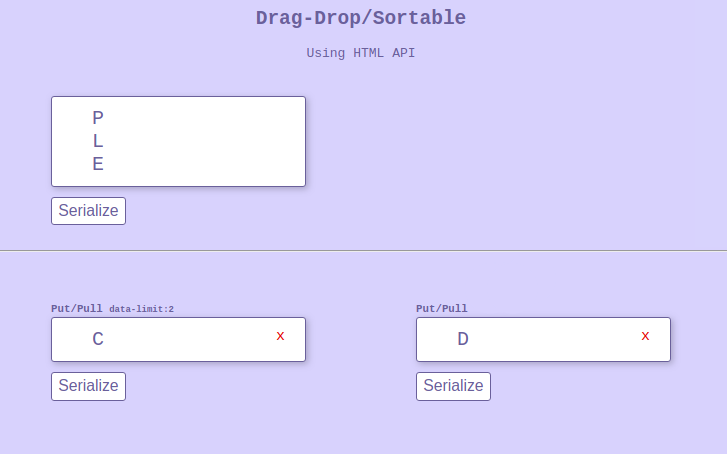 Drag-Drop/Sortable
Using HTML API
P
L
E
Serialize
Put/Pull data-limit:2
C x
Serialize
Put/Pull
D x
Serialize